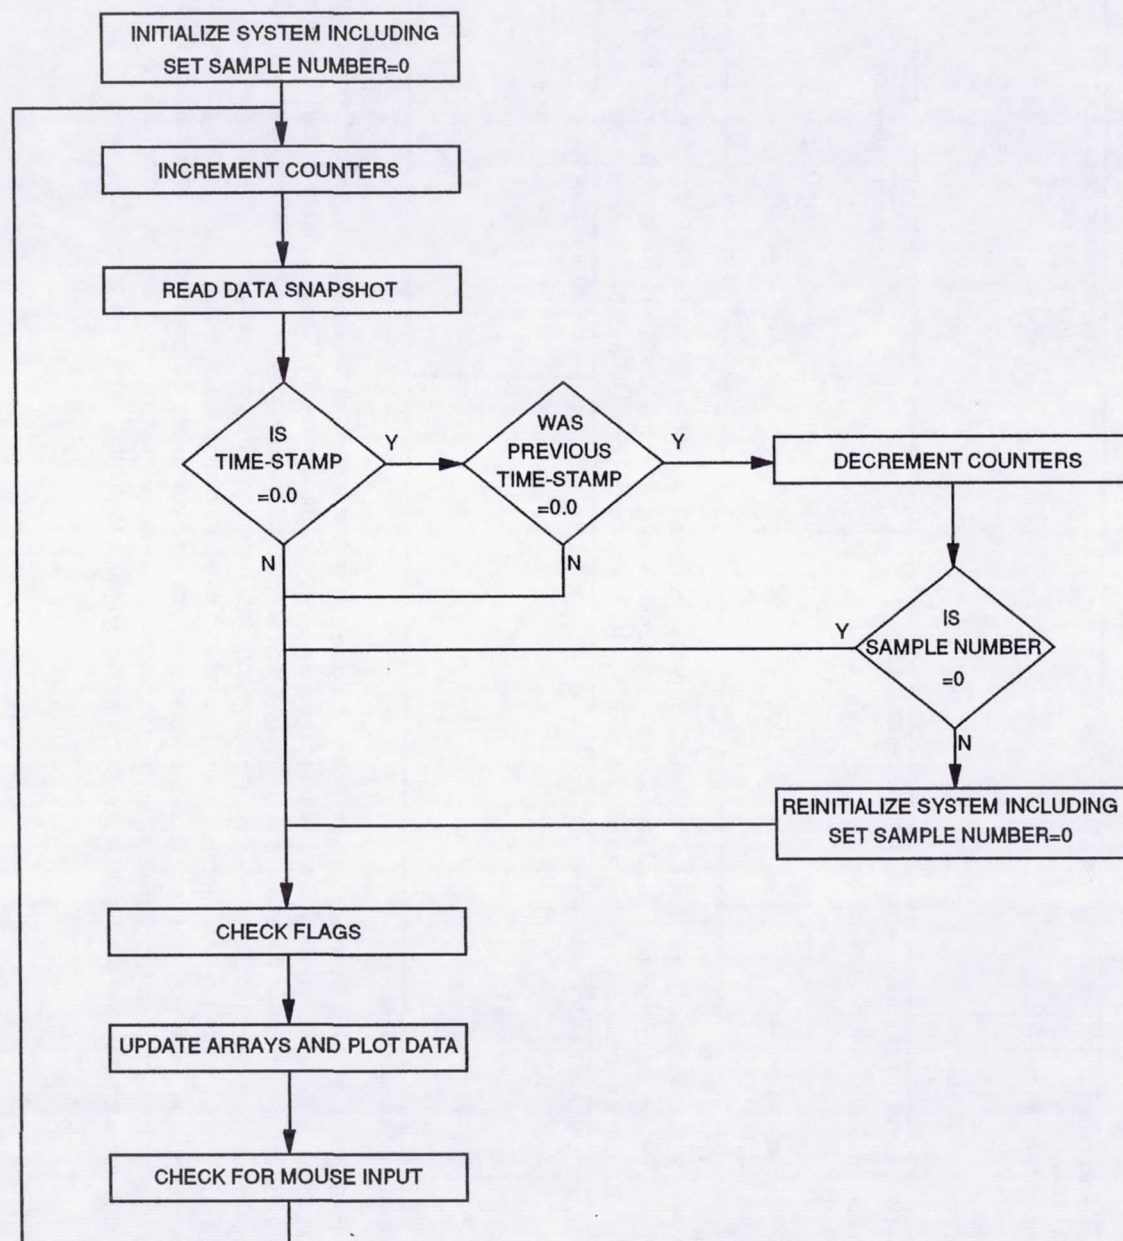 INITIALIZE SYSTEM INCLUDING
SET SAMPLE NUMBER=0
INCREMENT COUNTERS
READ DATA SNAPSHOT
IS
TIME-STAMP
=0.0
Y
N
WAS
PREVIOUS
TIME-STAMP
=0.0
Y
N
DECREMENT COUNTERS
IS
SAMPLE NUMBER
=0
Y
N
REINITIALIZE SYSTEM INCLUDING
SET SAMPLE NUMBER=0
CHECK FLAGS
UPDATE ARRAYS AND PLOT DATA
CHECK FOR MOUSE INPUT